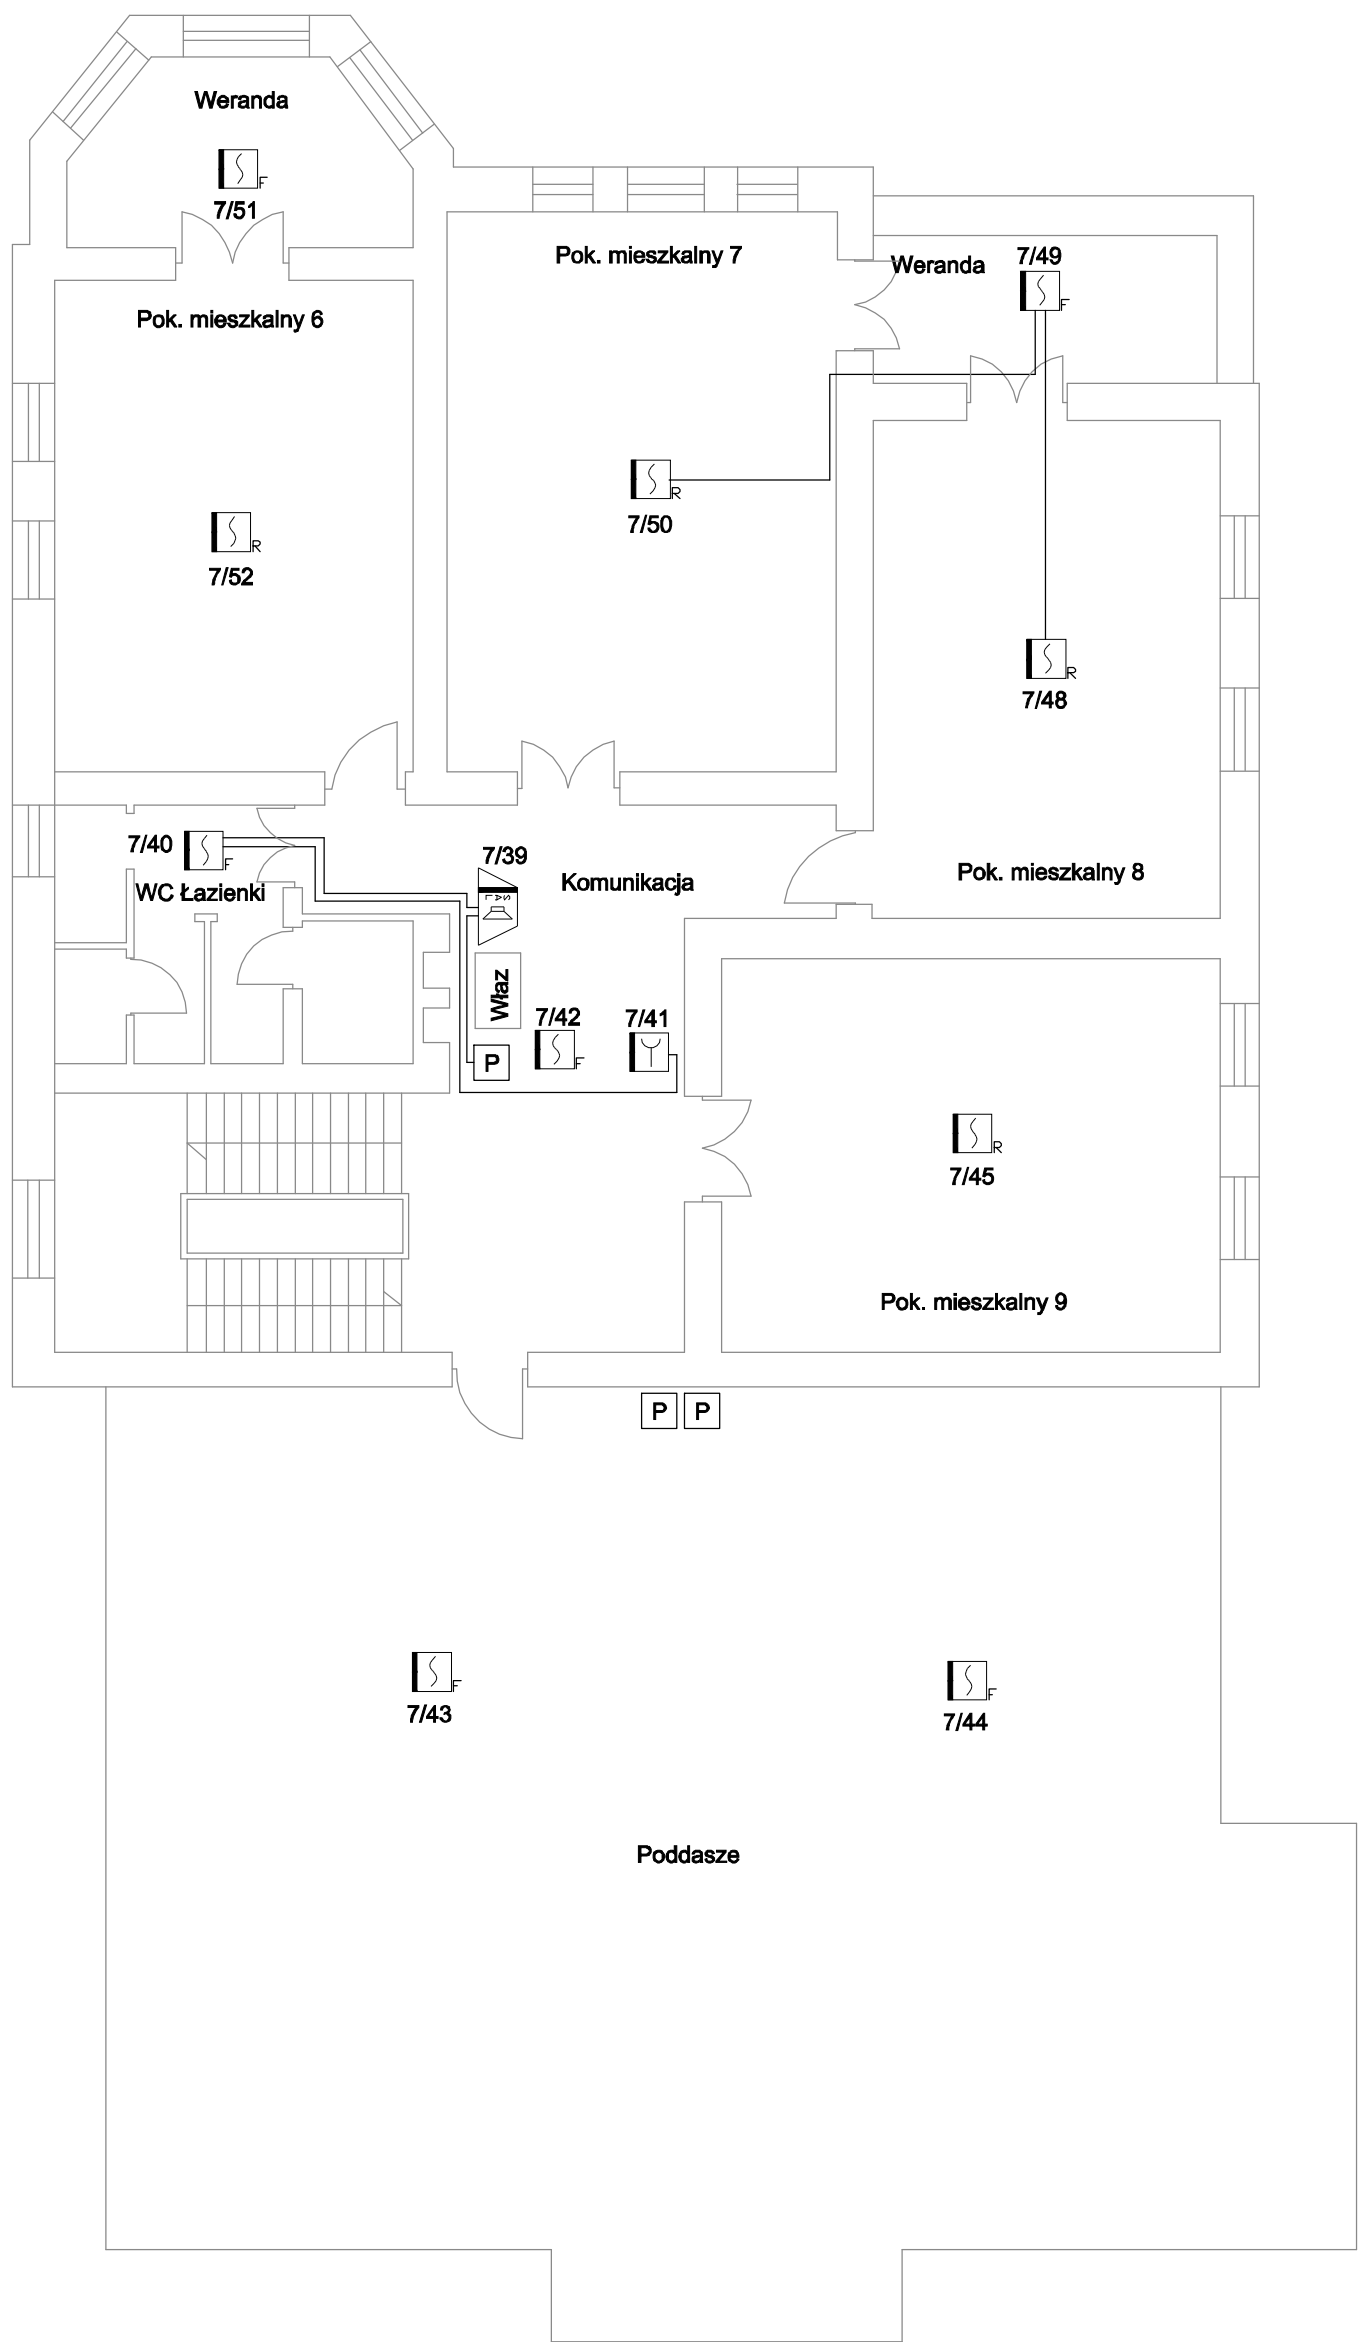 Weranda
F
7/51
Pok. mieszkalny 7
Weranda
7/49
F
Pok. mieszkalny 6
R
7/50
R
7/52
R
7/48
7/40
F
WC Łazienki
7/39
SAL
Komunikacja
Pok. mieszkalny 8
Właz
7/42
F
7/41
P
R
7/45
Pok. mieszkalny 9
P P
F
7/43
F
7/44
Poddasze